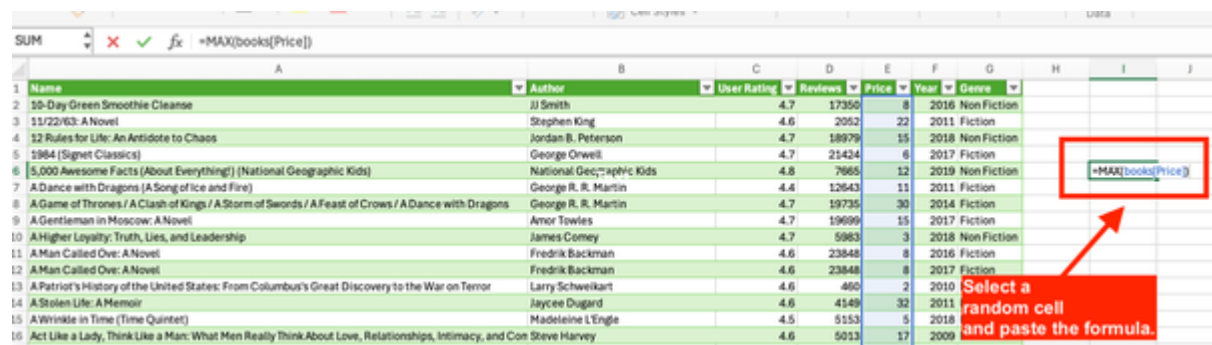 Cell Styles
Data
SUM fx =MAX(books[Price])
A B C D E F G H I J
1 Name Author User Rating Reviews Price Year Genre
2 10-Day Green Smoothie Cleanse JJ Smith 4.7 17350 8 2016 Non Fiction
3 11/22/63: A Novel Stephen King 4.6 2052 22 2011 Fiction
4 12 Rules for Life: An Antidote to Chaos Jordan B. Peterson 4.7 18979 15 2018 Non Fiction
5 1984 (Signet Classics) George Orwell 4.7 21424 6 2017 Fiction
6 5,000 Awesome Facts (About Everything!) (National Geographic Kids) National Geographic Kids 4.8 7665 12 2019 Non Fiction =MAX(books[Price])
7 A Dance with Dragons (A Song of Ice and Fire) George R. R. Martin 4.4 12643 11 2011 Fiction
8 A Game of Thrones / A Clash of Kings / A Storm of Swords / A Feast of Crows / A Dance with Dragons George R. R. Martin 4.7 19735 30 2014 Fiction
9 A Gentleman in Moscow: A Novel Amor Towles 4.7 19699 15 2017 Fiction
10 A Higher Loyalty: Truth, Lies, and Leadership James Comey 4.7 5983 3 2018 Non Fiction
11 A Man Called Ove: A Novel Fredrik Backman 4.6 23848 8 2016 Fiction
12 A Man Called Ove: A Novel Fredrik Backman 4.6 23848 8 2017 Fiction
13 A Patriot's History of the United States: From Columbus's Great Discovery to the War on Terror Larry Schweikart 4.6 460 2 2010
14 A Stolen Life: A Memoir Jaycee Dugard 4.6 4149 32 2011
15 A Wrinkle in Time (Time Quintet) Madeleine L'Engle 4.5 5153 5 2018
16 Act Like a Lady, Think Like a Man: What Men Really Think About Love, Relationships, Intimacy, and Com Steve Harvey 4.6 5013 17 2009
Select a
random cell
and paste the formula.